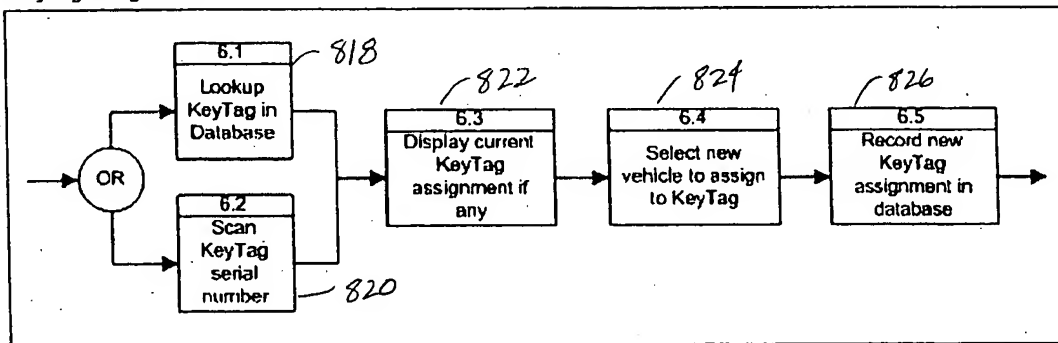 6.1
818
Lookup
KeyTag in
Database
OR
6.2
Scan
KeyTag
serial
number
820
822
6.3
Display current
KeyTag
assignment if
any
824
6.4
Select new
vehicle to assign
to KeyTag
826
6.5
Record new
KeyTag
assignment in
database